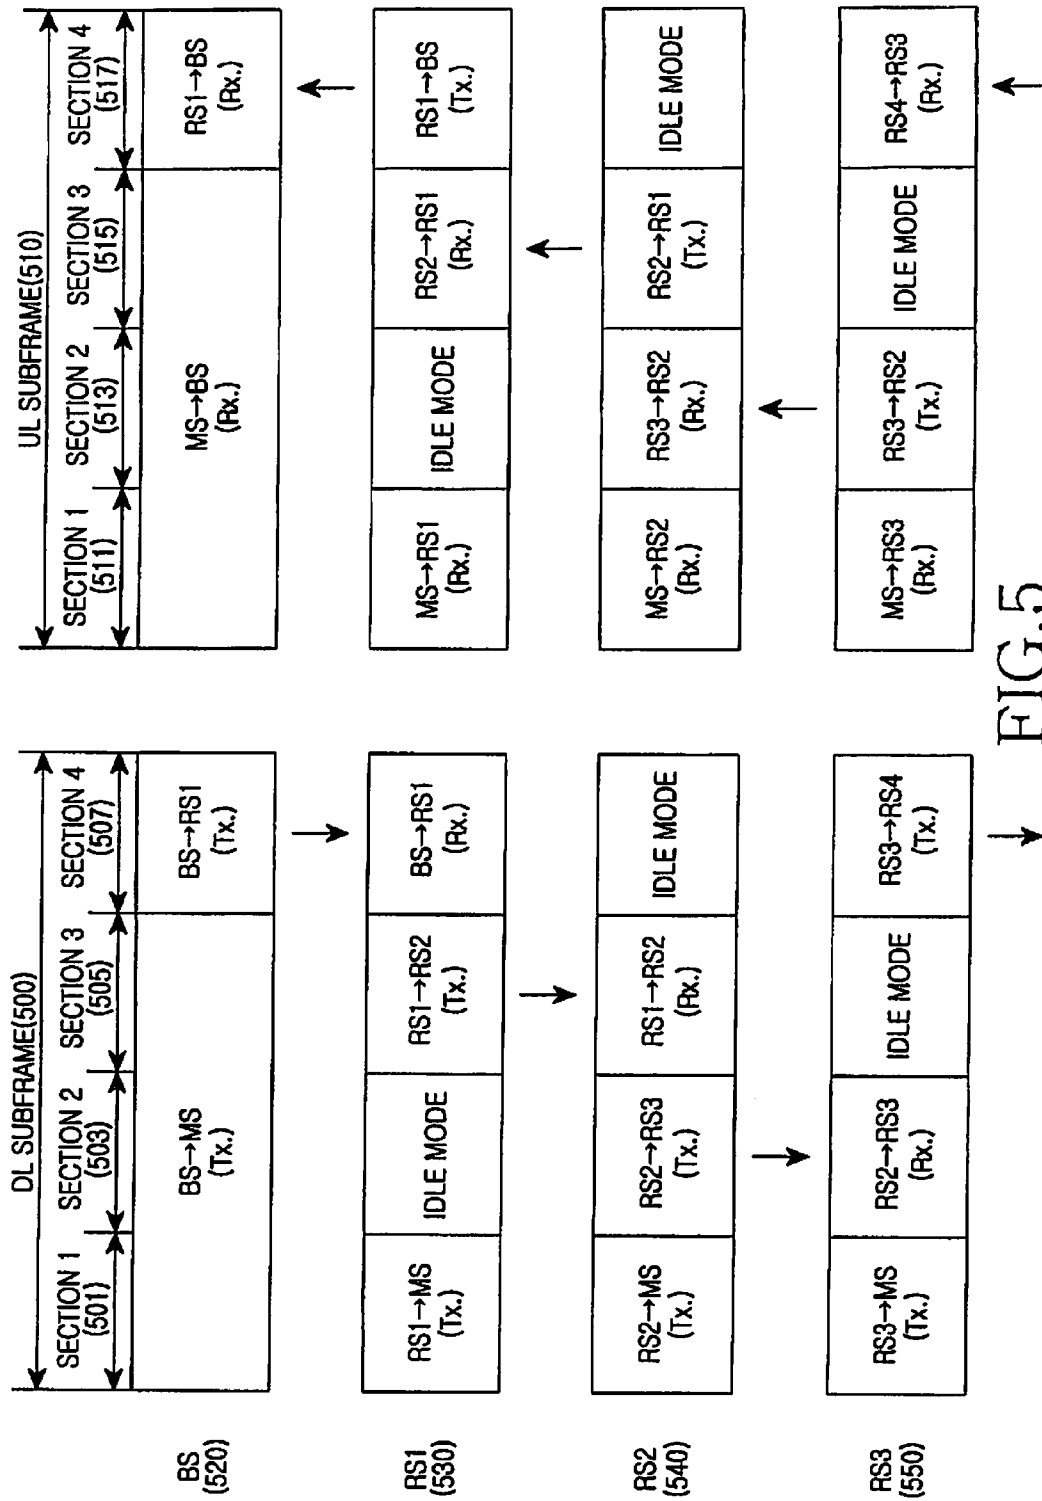 DL SUBFRAME(500)
UL SUBFRAME(510)
SECTION 1
(501)
SECTION 2
(503)
SECTION 3
(505)
SECTION 4
(507)
SECTION 1
(511)
SECTION 2
(513)
SECTION 3
(515)
SECTION 4
(517)
BS
(520)
BS→MS
(Tx.)
BS→RS1
(Tx.)
MS→BS
(Rx.)
RS1→BS
(Rx.)
RS1
(530)
RS1→MS
(Tx.)
IDLE MODE
RS1→RS2
(Tx.)
BS→RS1
(Rx.)
MS→RS1
(Rx.)
IDLE MODE
RS2→RS1
(Rx.)
RS1→BS
(Tx.)
RS2
(540)
RS2→MS
(Tx.)
RS2→RS3
(Tx.)
RS1→RS2
(Rx.)
IDLE MODE
MS→RS2
(Rx.)
RS3→RS2
(Rx.)
RS2→RS1
(Tx.)
IDLE MODE
RS3
(550)
RS3→MS
(Tx.)
RS2→RS3
(Rx.)
IDLE MODE
RS3→RS4
(Tx.)
MS→RS3
(Rx.)
RS3→RS2
(Tx.)
IDLE MODE
RS4→RS3
(Rx.)
FIG.5